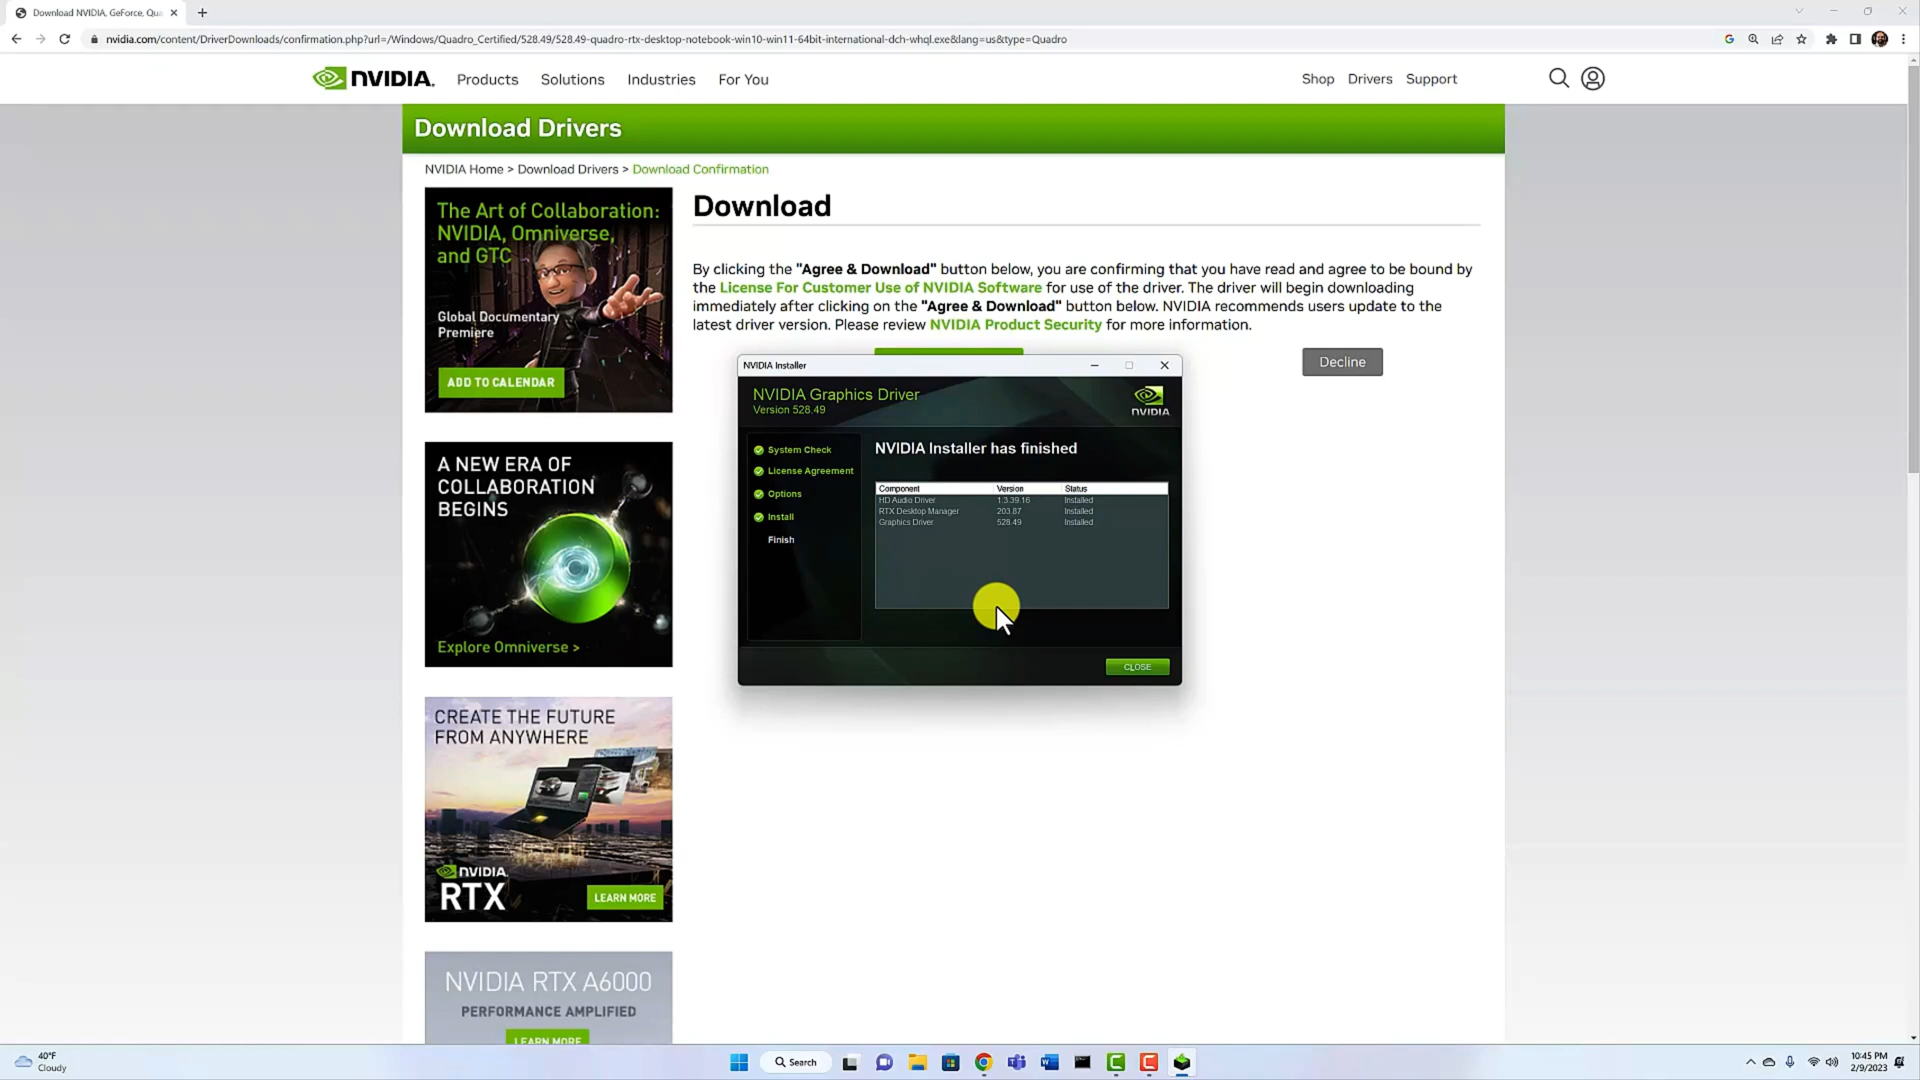 Download NVIDIA, GeForce, Qua
nvidia.com/content/DriverDownloads/confirmation.php?url=/Windows/Quadro_Certified/528.49/528.49-quadro-rtx-desktop-notebook-win10-win11-64bit-international-dch-whql.exe&lang=us&type=Quadro
NVIDIA. Products Solutions Industries For You Shop Drivers Support
Download Drivers
NVIDIA Home > Download Drivers > Download Confirmation
The Art of Collaboration:
NVIDIA, Omniverse,
and GTC
Global Documentary
Premiere
ADD TO CALENDAR
A NEW ERA OF
COLLABORATION
BEGINS
Explore Omniverse >
CREATE THE FUTURE
FROM ANYWHERE
NVIDIA.
RTX
LEARN MORE
NVIDIA RTX A6000
PERFORMANCE AMPLIFIED
LEARN MORE
Download
By clicking the "Agree & Download" button below, you are confirming that you have read and agree to be bound by
the License For Customer Use of NVIDIA Software for use of the driver. The driver will begin downloading
immediately after clicking on the "Agree & Download" button below. NVIDIA recommends users update to the
latest driver version. Please review NVIDIA Product Security for more information.
Decline
NVIDIA Installer
NVIDIA Graphics Driver
Version 528.49
NVIDIA.
System Check
License Agreement
Options
Install
Finish
NVIDIA Installer has finished
Component Version Status
HD Audio Driver 1.3.39.16 Installed
RTX Desktop Manager 203.87 Installed
Graphics Driver 528.49 Installed
CLOSE
40°F
Cloudy
Search
10:45 PM
2/9/2023